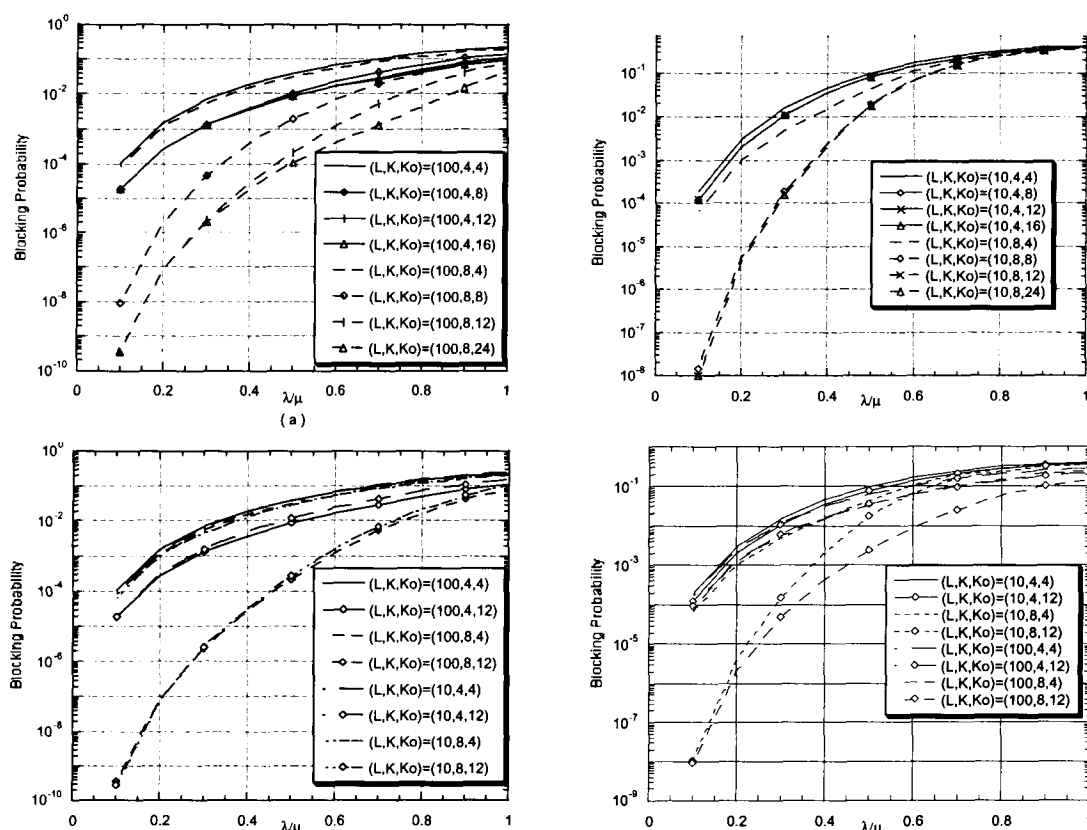 10^0
10^-2
10^-4
10^-6
10^-8
10^-10
Blocking Probability
(L,K,Ko)=(100,4,4)
(L,K,Ko)=(100,4,8)
(L,K,Ko)=(100,4,12)
(L,K,Ko)=(100,4,16)
(L,K,Ko)=(100,8,4)
(L,K,Ko)=(100,8,8)
(L,K,Ko)=(100,8,12)
(L,K,Ko)=(100,8,24)
0 0.2 0.4 0.6 0.8 1
λ/μ
(a)
10^-1
10^-2
10^-3
10^-4
10^-5
10^-6
10^-7
10^-8
Blocking Probability
(L,K,Ko)=(10,4,4)
(L,K,Ko)=(10,4,8)
(L,K,Ko)=(10,4,12)
(L,K,Ko)=(10,4,16)
(L,K,Ko)=(10,8,4)
(L,K,Ko)=(10,8,8)
(L,K,Ko)=(10,8,12)
(L,K,Ko)=(10,8,24)
0 0.2 0.4 0.6 0.8 1
λ/μ
10^0
10^-2
10^-4
10^-6
10^-8
10^-10
Blocking Probability
(L,K,Ko)=(100,4,4)
(L,K,Ko)=(100,4,12)
(L,K,Ko)=(100,8,4)
(L,K,Ko)=(100,8,12)
(L,K,Ko)=(10,4,4)
(L,K,Ko)=(10,4,12)
(L,K,Ko)=(10,8,4)
(L,K,Ko)=(10,8,12)
0 0.2 0.4 0.6 0.8 1
λ/μ
10^-1
10^-3
10^-5
10^-7
10^-9
Blocking Probability
(L,K,Ko)=(10,4,4)
(L,K,Ko)=(10,4,12)
(L,K,Ko)=(10,8,4)
(L,K,Ko)=(10,8,12)
(L,K,Ko)=(100,4,4)
(L,K,Ko)=(100,4,12)
(L,K,Ko)=(100,8,4)
(L,K,Ko)=(100,8,12)
0 0.2 0.4 0.6 0.8 1
λ/μ